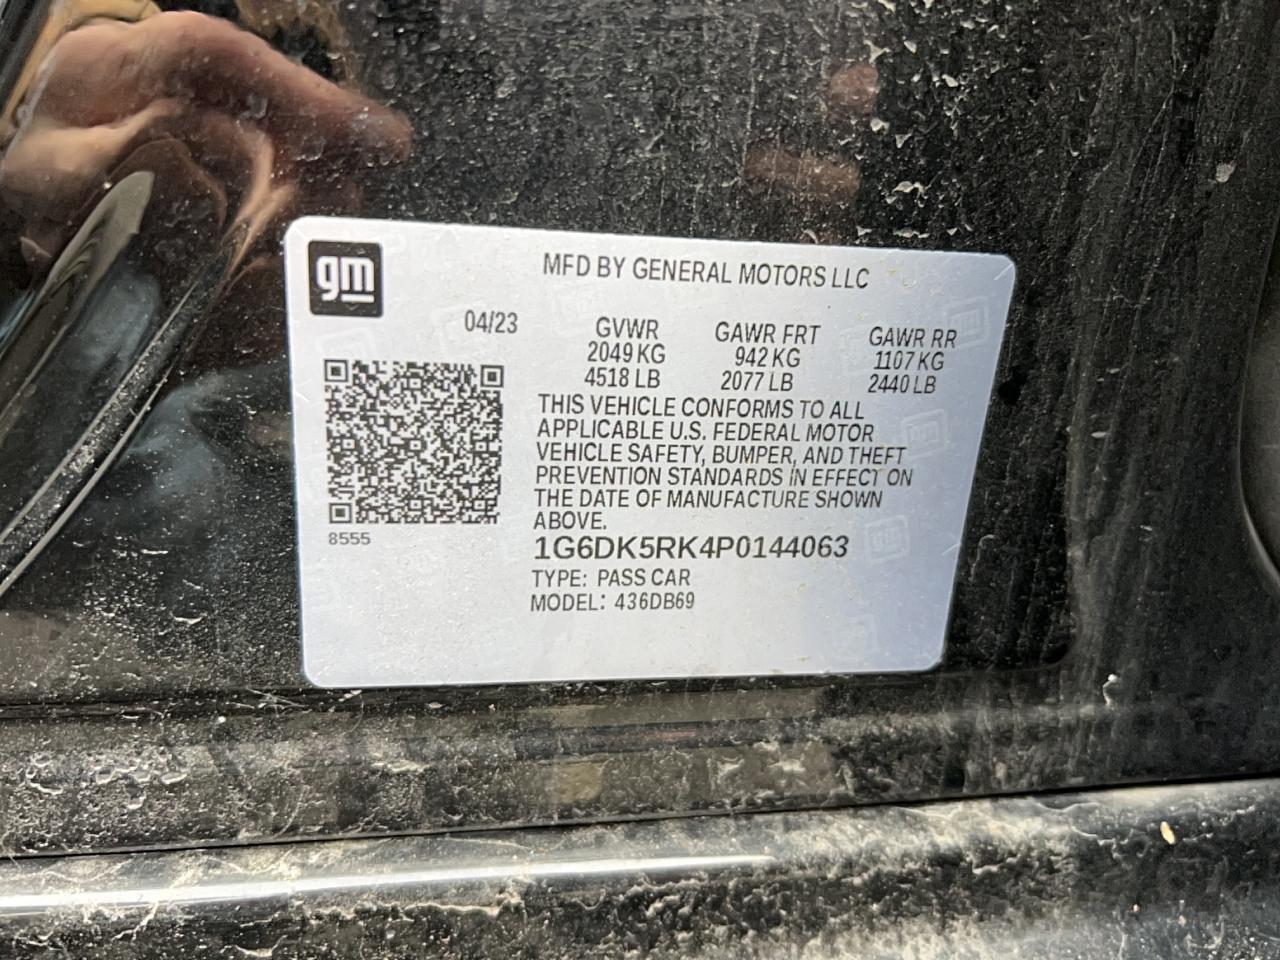 gm
MFD BY GENERAL MOTORS LLC
04/23
GVWR GAWR FRT GAWR RR
2049 KG 942 KG 1107 KG
4518 LB 2077 LB 2440 LB
THIS VEHICLE CONFORMS TO ALL
APPLICABLE U.S. FEDERAL MOTOR
VEHICLE SAFETY, BUMPER, AND THEFT
PREVENTION STANDARDS IN EFFECT ON
THE DATE OF MANUFACTURE SHOWN
ABOVE.
8555
1G6DK5RK4P0144063
TYPE: PASS CAR
MODEL: 436DB69